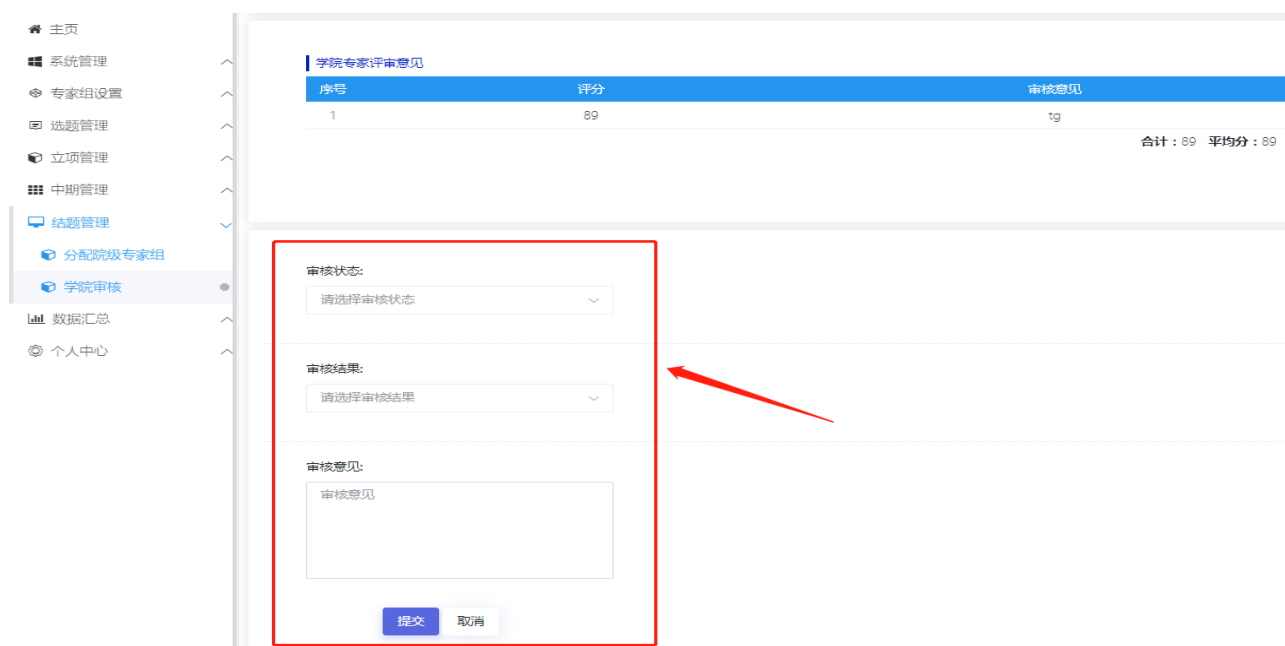 主页
系统管理
专家组设置
选题管理
立项管理
中期管理
结题管理
分配院级专家组
学院审核
数据汇总
个人中心
学院专家评审意见
序号 评分 审核意见
1 89 tg
合计：89 平均分：89
审核状态:
请选择审核状态
审核结果:
请选择审核结果
审核意见:
审核意见
提交 取消